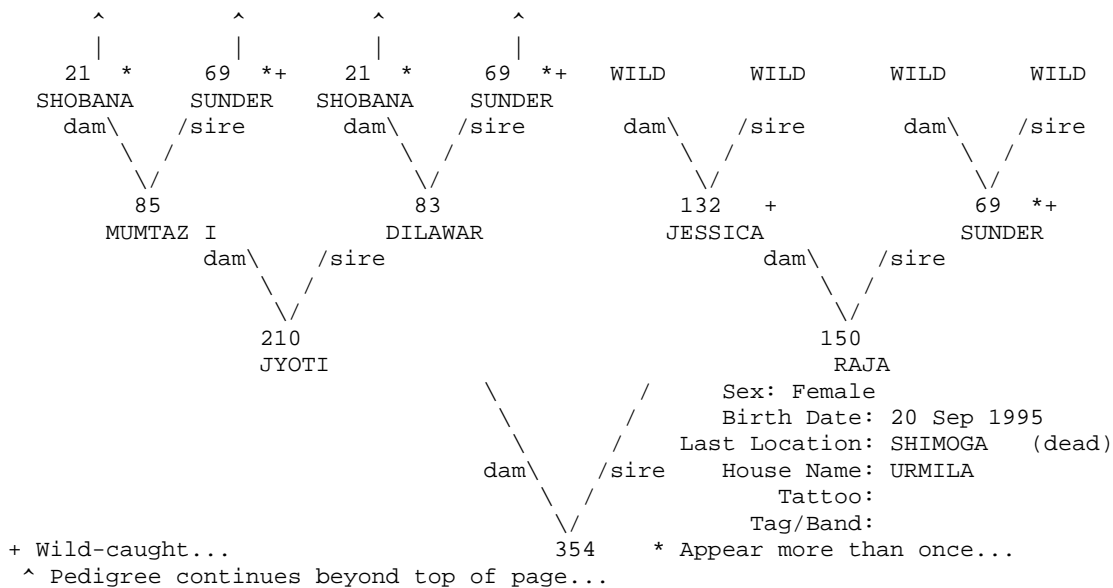 ^ ^ ^ ^
| | | |
21 * 69 *+ 21 * 69 *+ WILD WILD WILD WILD
SHOBANA SUNDER SHOBANA SUNDER
dam\ /sire dam\ /sire dam\ /sire dam\ /sire
\ / \ / \ / \ /
\/ \/ \/ \/
85 83 132 + 69 *+
MUMTAZ I DILAWAR JESSICA SUNDER
dam\ /sire dam\ /sire
\ / \ /
\/ \/
210 150
JYOTI RAJA
\ / Sex: Female
\ / Birth Date: 20 Sep 1995
\ / Last Location: SHIMOGA (dead)
dam\ /sire House Name: URMILA
\ / Tattoo:
\/ Tag/Band:
+ Wild-caught... 354 * Appear more than once...
^ Pedigree continues beyond top of page...